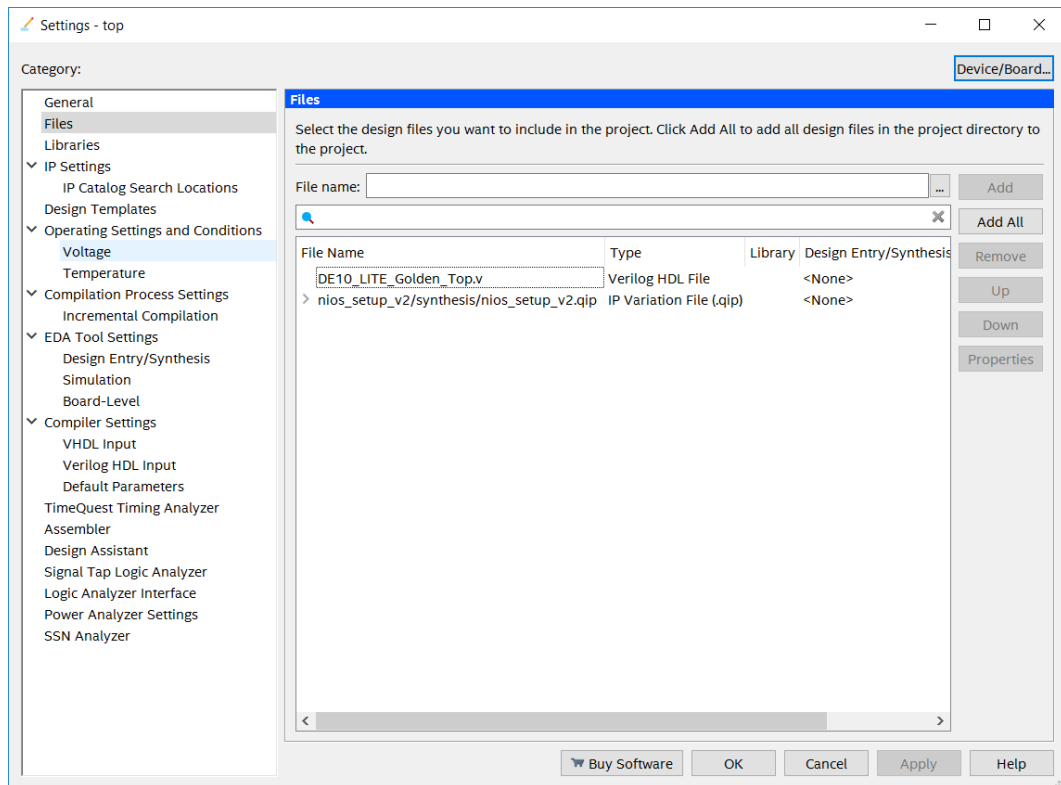 Settings - top
Category:
Device/Board...
General
Files
Libraries
IP Settings
IP Catalog Search Locations
Design Templates
Operating Settings and Conditions
Voltage
Temperature
Compilation Process Settings
Incremental Compilation
EDA Tool Settings
Design Entry/Synthesis
Simulation
Board-Level
Compiler Settings
VHDL Input
Verilog HDL Input
Default Parameters
TimeQuest Timing Analyzer
Assembler
Design Assistant
Signal Tap Logic Analyzer
Logic Analyzer Interface
Power Analyzer Settings
SSN Analyzer
Files
Select the design files you want to include in the project. Click Add All to add all design files in the project directory to
the project.
File name:
...
Add
Add All
Remove
Up
Down
Properties
File Name Type Library Design Entry/Synthesis
DE10_LITE_Golden_Top.v Verilog HDL File <None>
nios_setup_v2/synthesis/nios_setup_v2.qip IP Variation File (.qip) <None>
Buy Software
OK
Cancel
Apply
Help